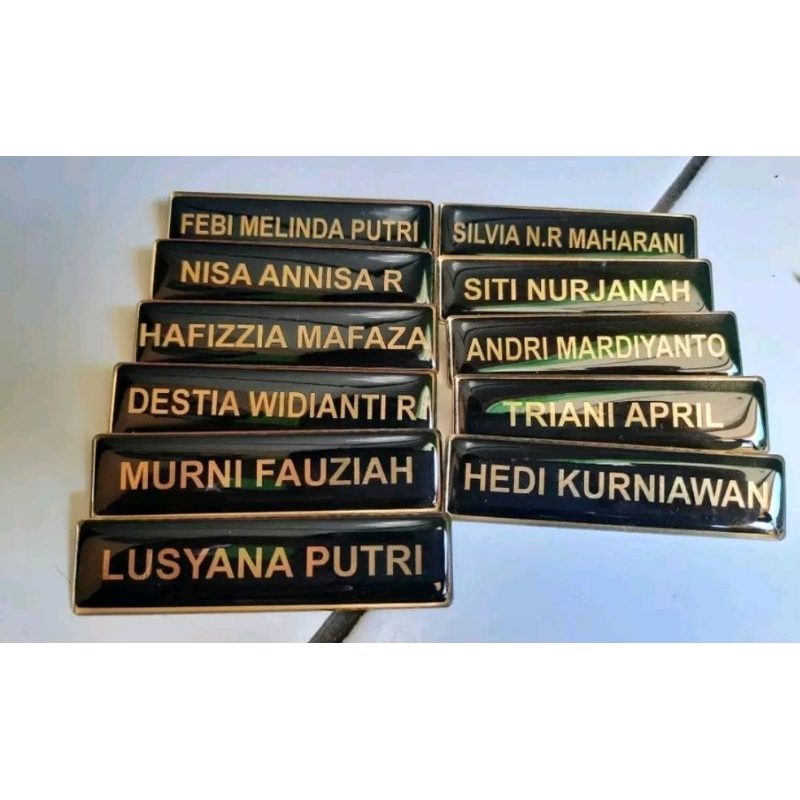 FEBI MELINDA PUTRI
NISA ANNISA R
HAFIZZIA MAFAZA
DESTIA WIDIANTI R
MURNI FAUZIAH
LUSYANA PUTRI
SILVIA N.R MAHARANI
SITI NURJANAH
ANDRI MARDIYANTO
TRIANI APRIL
HEDI KURNIAWAN